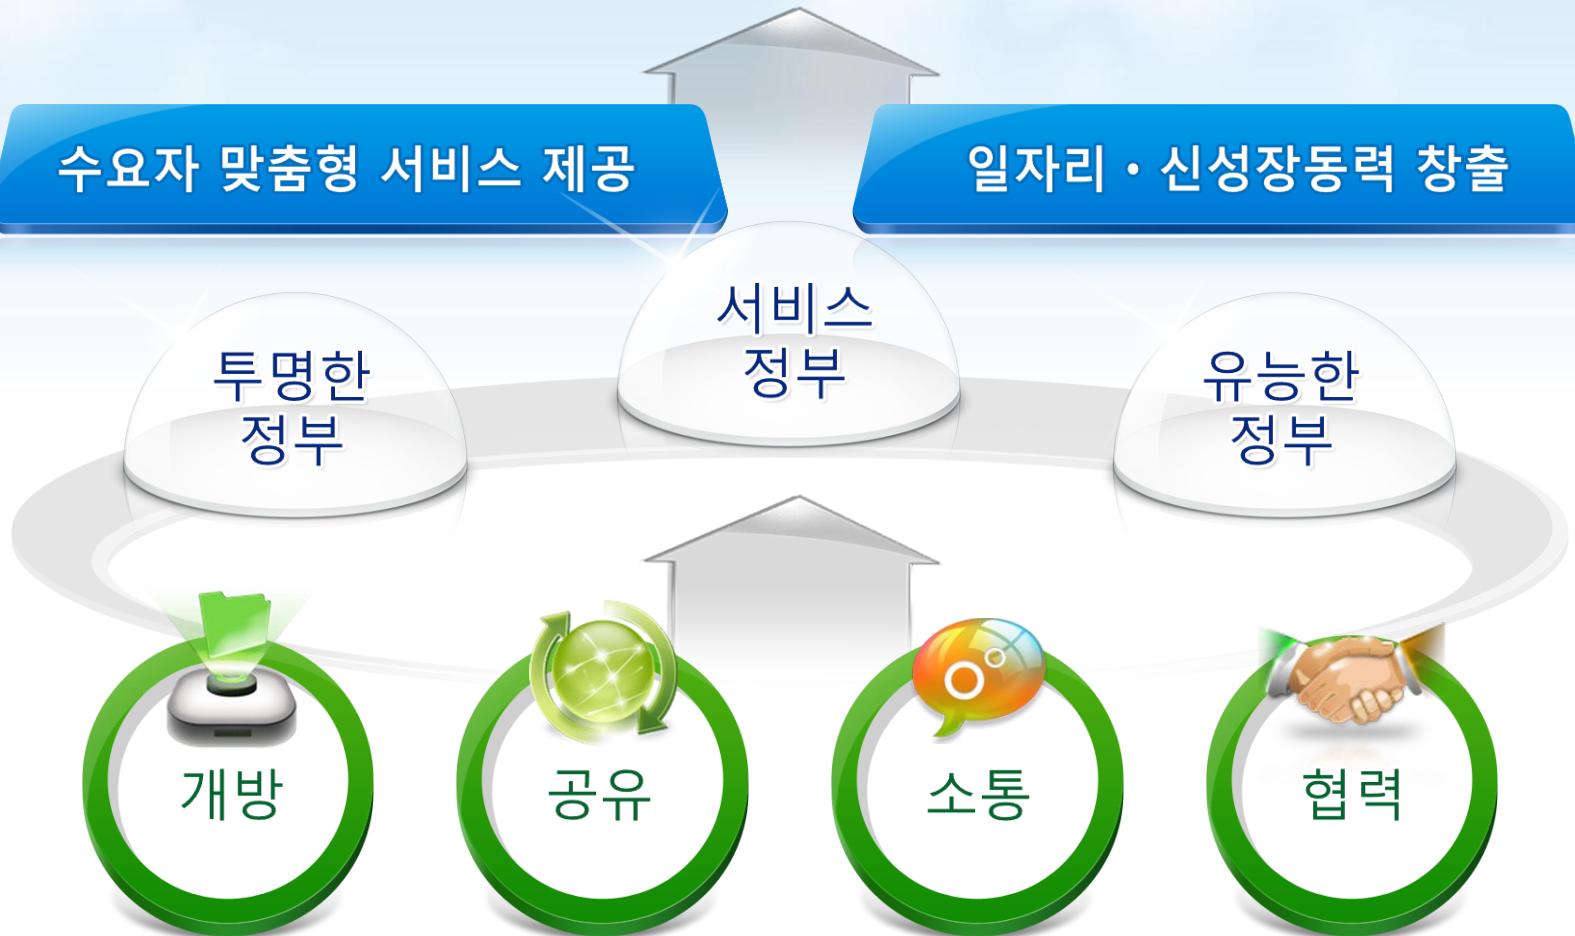 수요자 맞춤형 서비스 제공
일자리・신성장동력 창출
투명한
정부
서비스
정부
유능한
정부
개방
공유
소통
협력